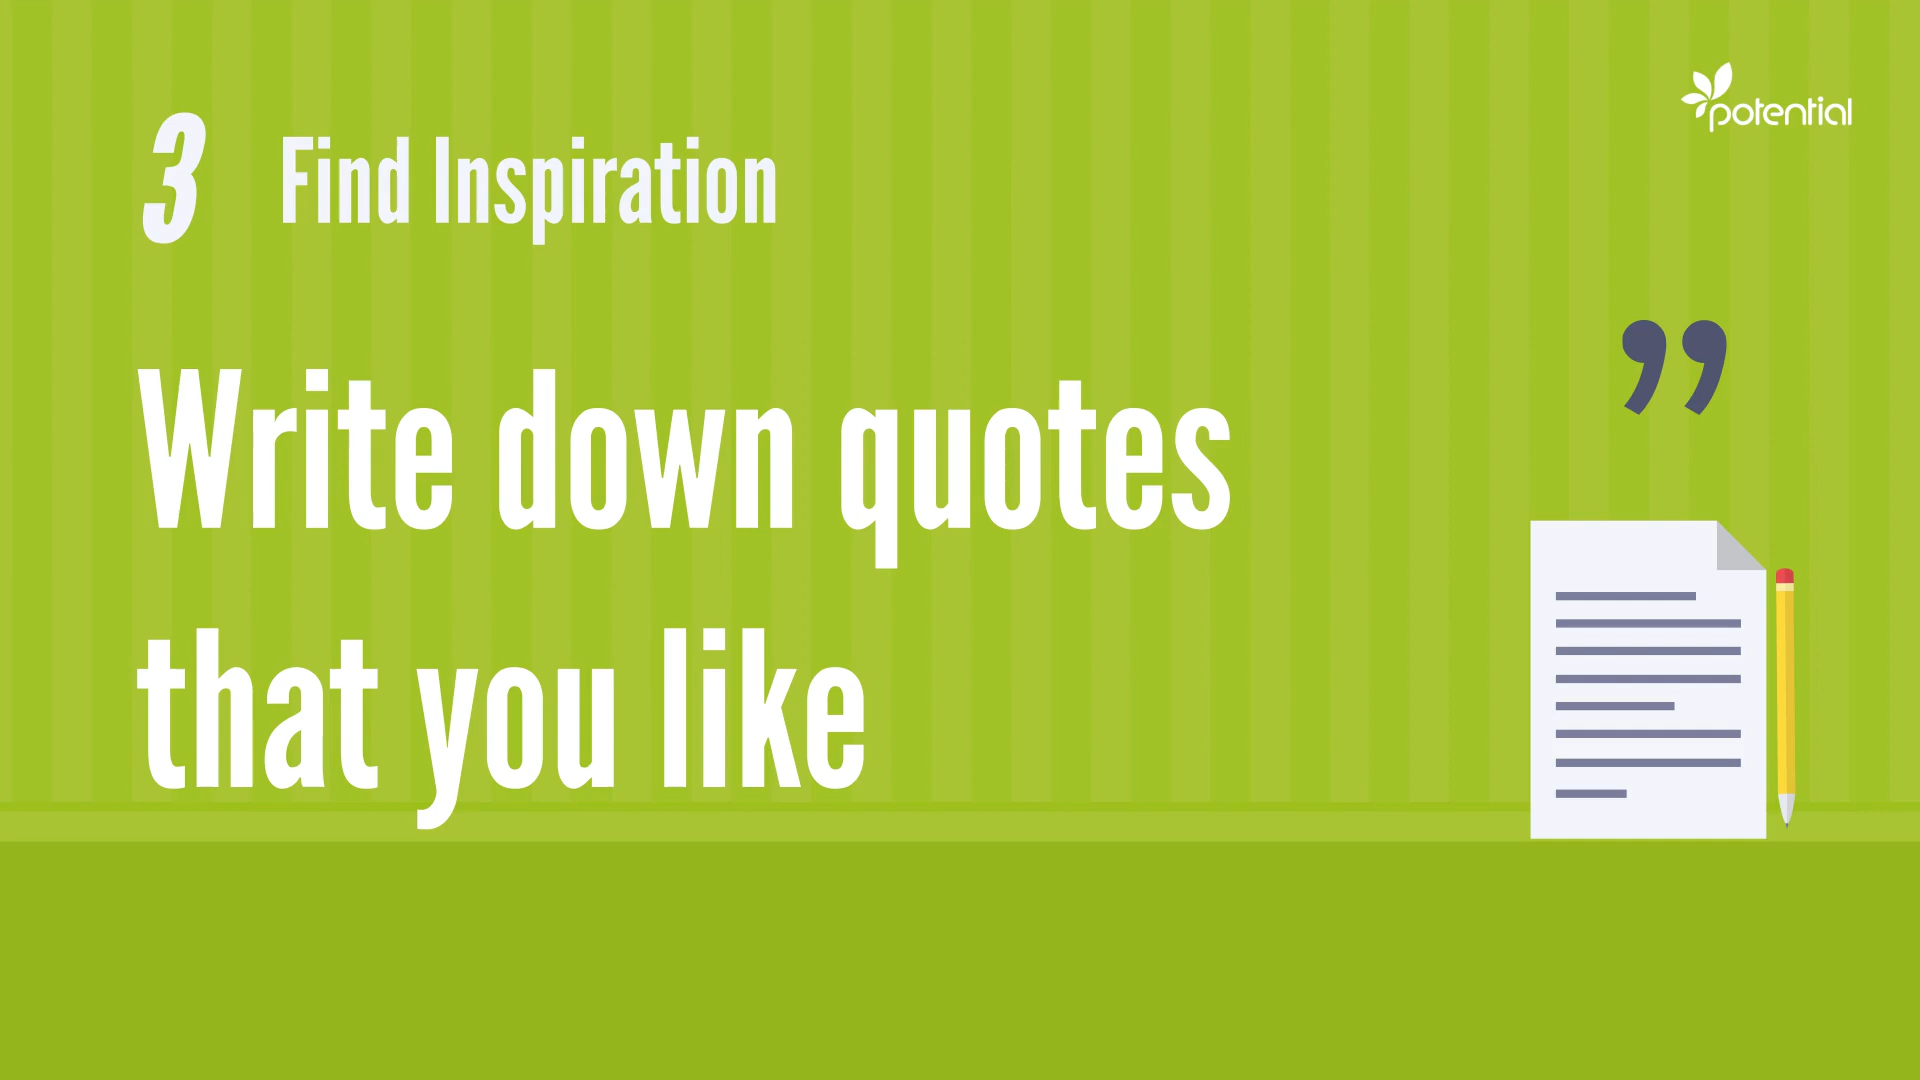 potential
3 Find Inspiration
Write down quotes
that you like
”